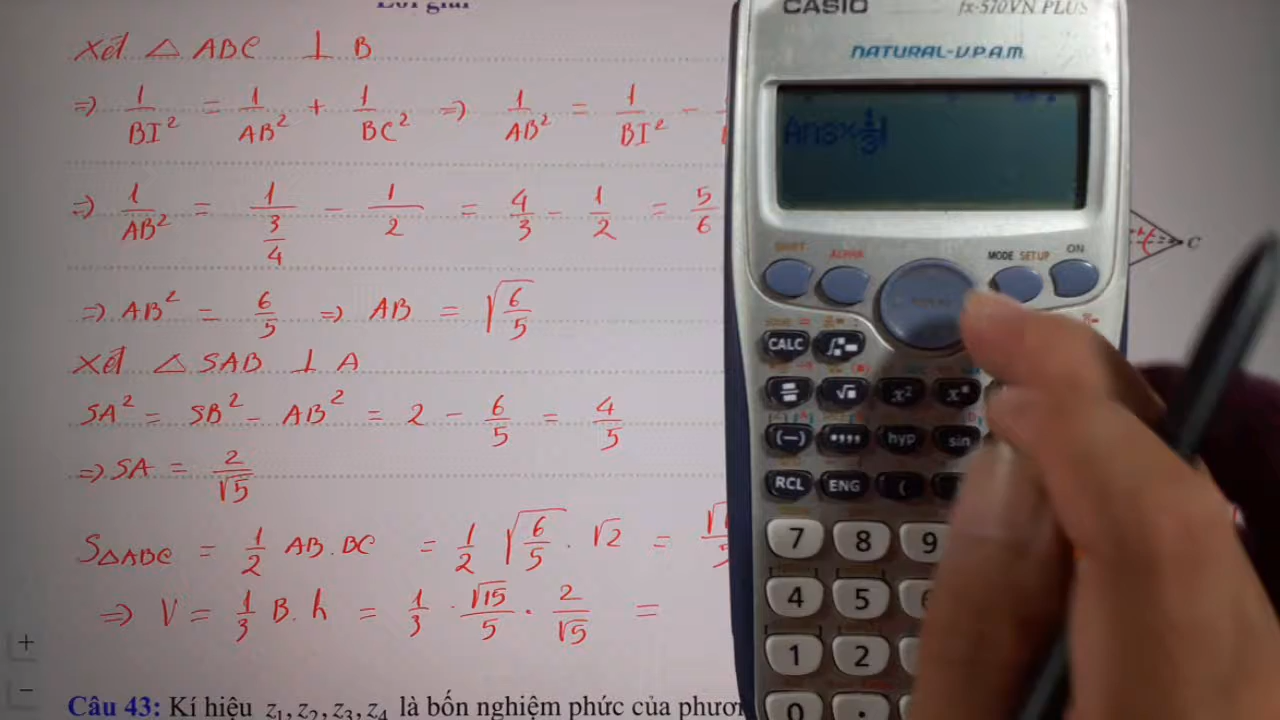 Lời giải
Xét △ ABC ⊥ B
⇒ 1/BI² = 1/AB² + 1/BC² ⇒ 1/AB² = 1/BI² −
⇒ 1/AB² = 1/(3/4) − 1/2 = 4/3 − 1/2 = 5/6
⇒ AB² = 6/5 ⇒ AB = √(6/5)
Xét △ SAB ⊥ A
SA² = SB² − AB² = 2 − 6/5 = 4/5
⇒ SA = 2/√5
S△ABC = 1/2 AB.BC = 1/2 √(6/5) . √2 =
⇒ V = 1/3 B.h = 1/3 . √15/5 . 2/√5 =
Câu 43: Kí hiệu z₁, z₂, z₃, z₄ là bốn nghiệm phức của phươn
+
−
C
CASIO fx-570VN PLUS
NATURAL-V.P.A.M.
Ans×1/3
SHIFT ALPHA MODE SETUP ON
CALC
x²
(−) hyp sin
RCL ENG (
7 8 9
4 5 6
1 2
0 .